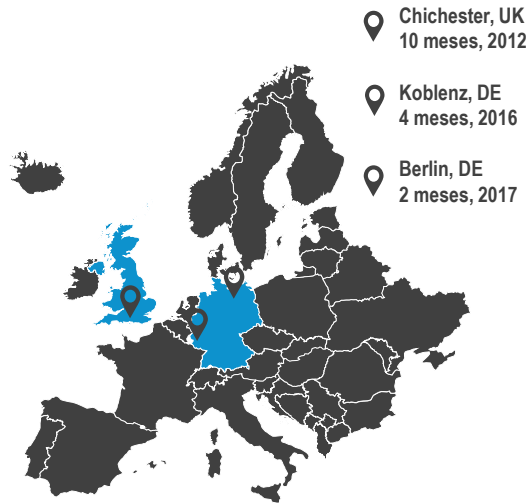 Chichester, UK
10 meses, 2012
Koblenz, DE
4 meses, 2016
Berlin, DE
2 meses, 2017